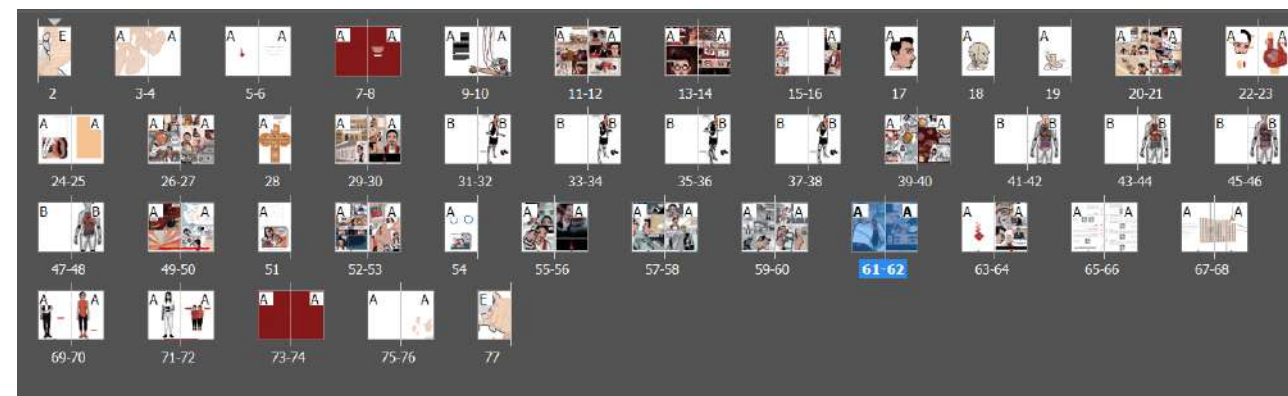 E A A A A A A A A A A A A A A A A A A
2 3-4 5-6 7-8 9-10 11-12 13-14 15-16 17 18 19 20-21 22-23
A A A A A A A B B B B B B B B A A B B B B B B
24-25 26-27 28 29-30 31-32 33-34 35-36 37-38 39-40 41-42 43-44 45-46
B B A A A A A A A A A A A A A A A A A A A A A
47-48 49-50 51 52-53 54 55-56 57-58 59-60 61-62 63-64 65-66 67-68
A A A A A A A A E
69-70 71-72 73-74 75-76 77